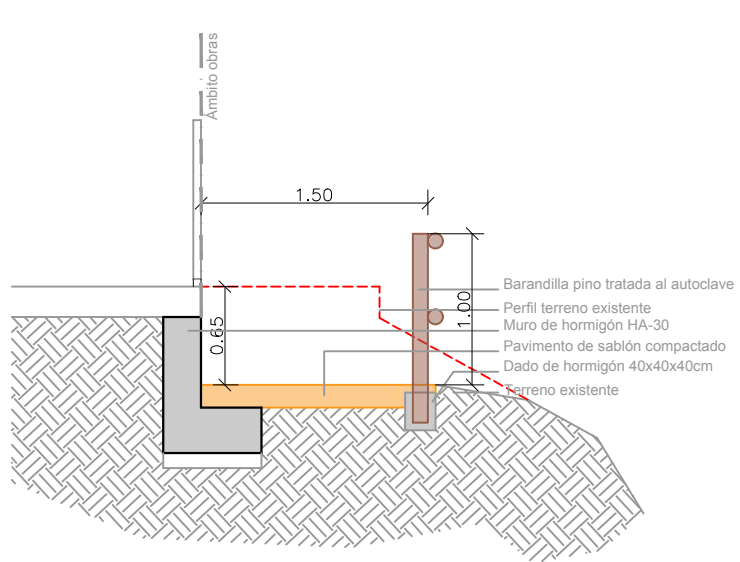 Ámbito obras
1.50
Barandilla pino tratada al autoclave
1.00
Perfil terreno existente
0.65
Muro de hormigón HA-30
Pavimento de sablón compactado
Dado de hormigón 40x40x40cm
Terreno existente